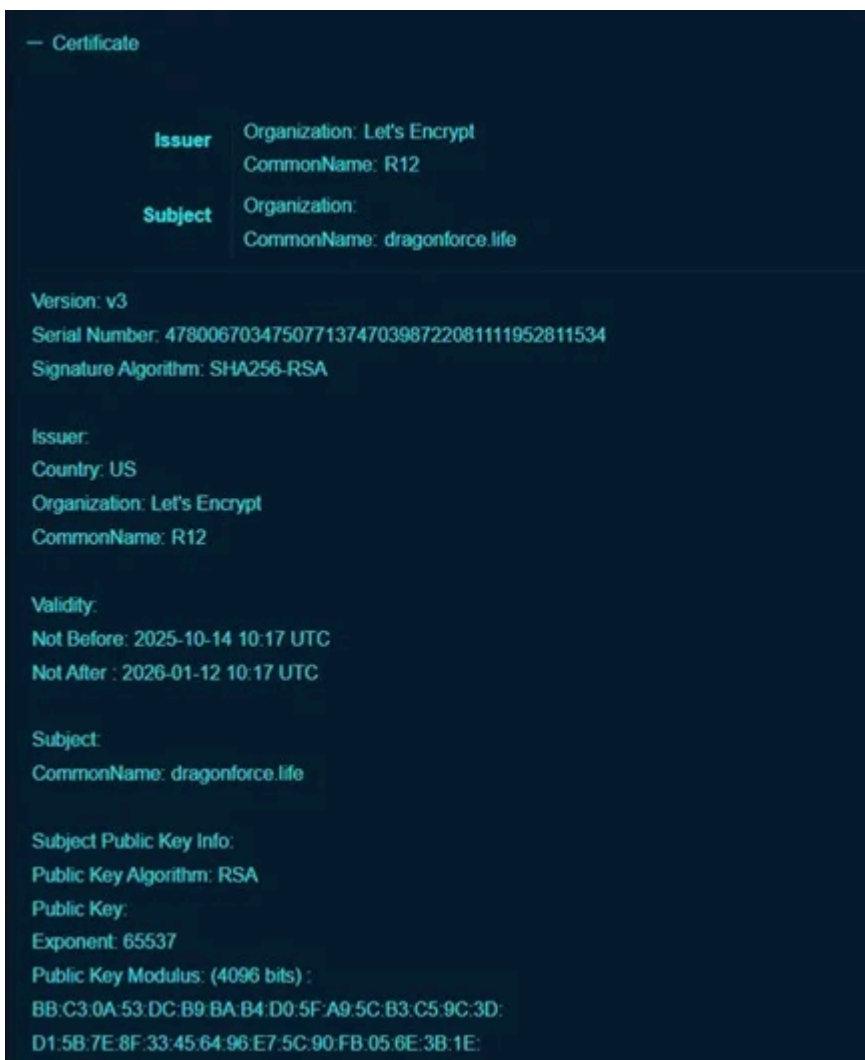 — Certificate
Issuer
Organization: Let's Encrypt
CommonName: R12
Subject
Organization:
CommonName: dragonforce.life
Version: v3
Serial Number: 478006703475077137470398722081111952811534
Signature Algorithm: SHA256-RSA
Issuer:
Country: US
Organization: Let's Encrypt
CommonName: R12
Validity:
Not Before: 2025-10-14 10:17 UTC
Not After : 2026-01-12 10:17 UTC
Subject:
CommonName: dragonforce.life
Subject Public Key Info:
Public Key Algorithm: RSA
Public Key:
Exponent: 65537
Public Key Modulus: (4096 bits) :
BB:C3:0A:53:DC:B9:BA:B4:D0:5F:A9:5C:B3:C5:9C:3D:
D1:5B:7E:8F:33:45:64:96:E7:5C:90:FB:05:6E:3B:1E: